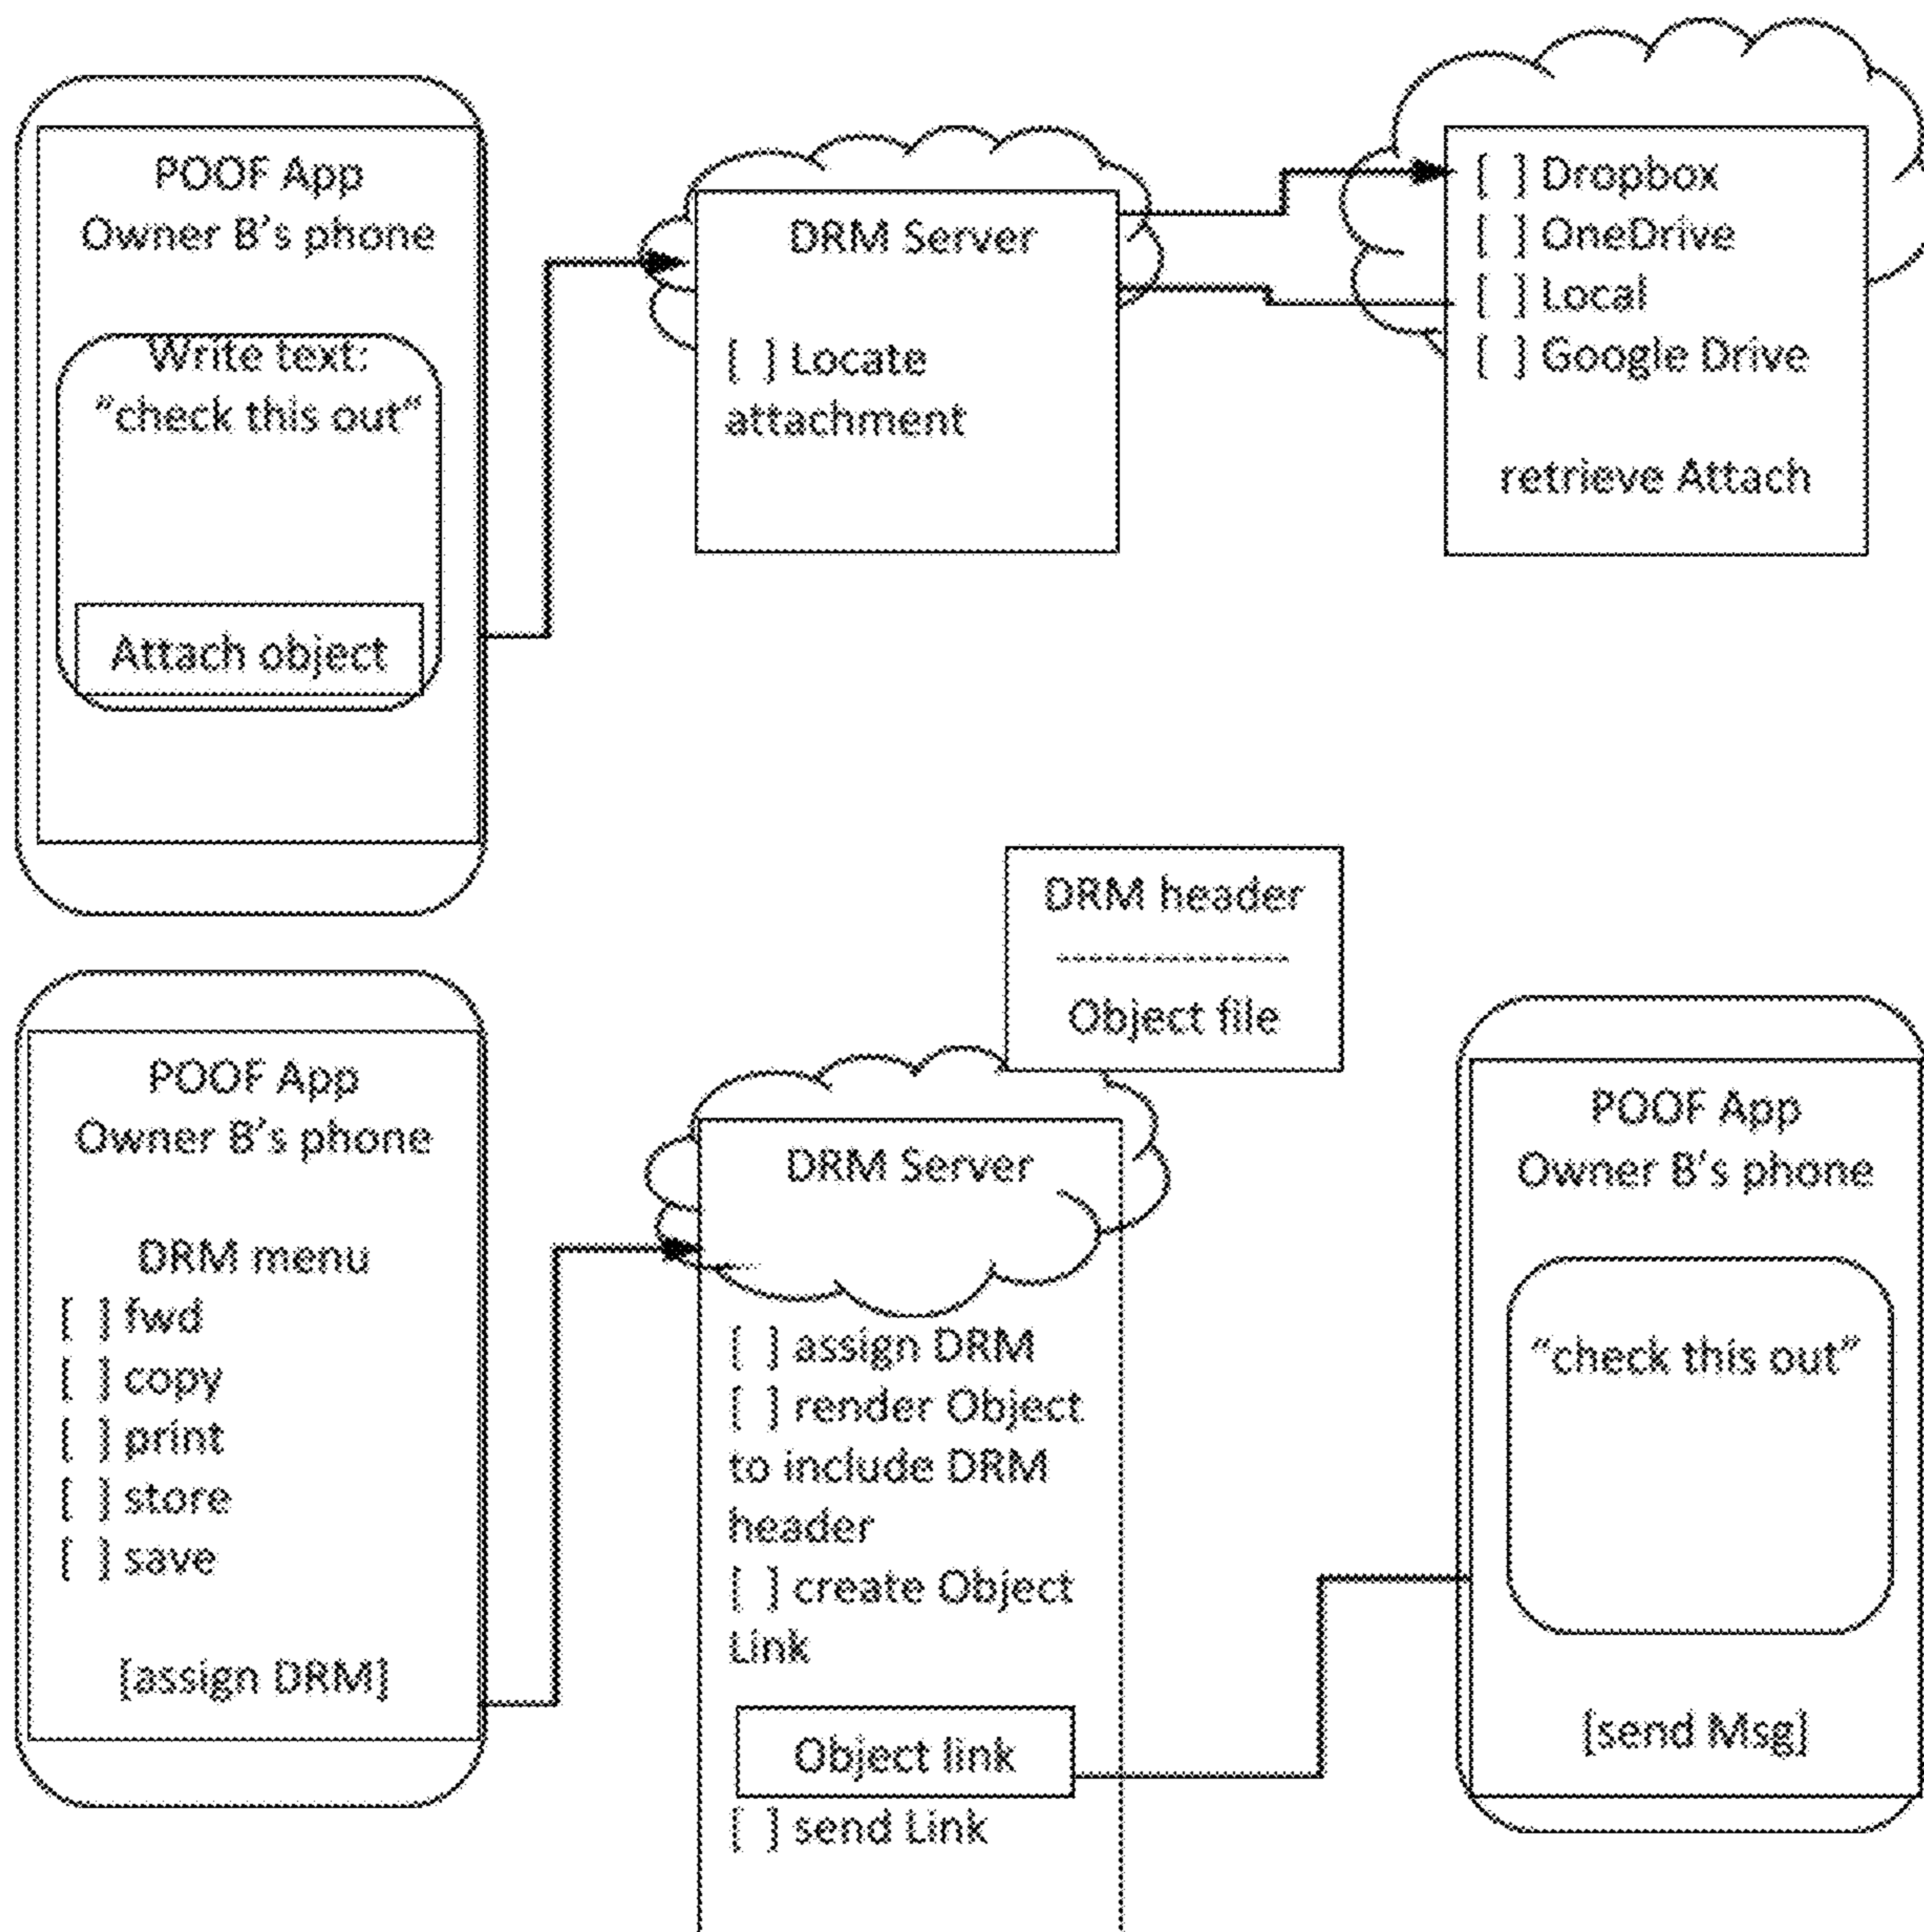 POOF App
Owner B's phone
Write text:
"check this out"
Attach object
DRM Server
[ ] Locate
attachment
[ ] Dropbox
[ ] OneDrive
[ ] Local
[ ] Google Drive
retrieve Attach
DRM header
---------------
Object file
POOF App
Owner B's phone
DRM menu
[ ] fwd
[ ] copy
[ ] print
[ ] store
[ ] save
[assign DRM]
DRM Server
[ ] assign DRM
[ ] render Object
to include DRM
header
[ ] create Object
Link
Object link
[ ] send Link
POOF App
Owner B's phone
"check this out"
[send Msg]